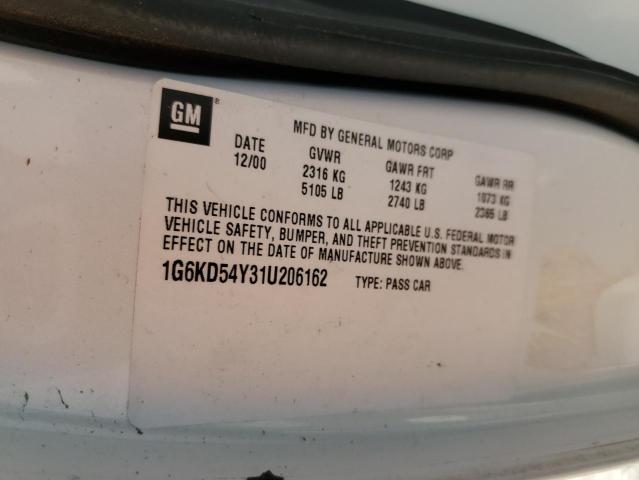 GM®
MFD BY GENERAL MOTORS CORP
DATE GVWR GAWR FRT GAWR RR
12/00 2316 KG 1243 KG 1073 KG
5105 LB 2740 LB 2365 LB
THIS VEHICLE CONFORMS TO ALL APPLICABLE U.S. FEDERAL MOTOR
VEHICLE SAFETY, BUMPER, AND THEFT PREVENTION STANDARDS IN
EFFECT ON THE DATE OF MANUFACTURE SHOWN ABOVE.
1G6KD54Y31U206162 TYPE: PASS CAR